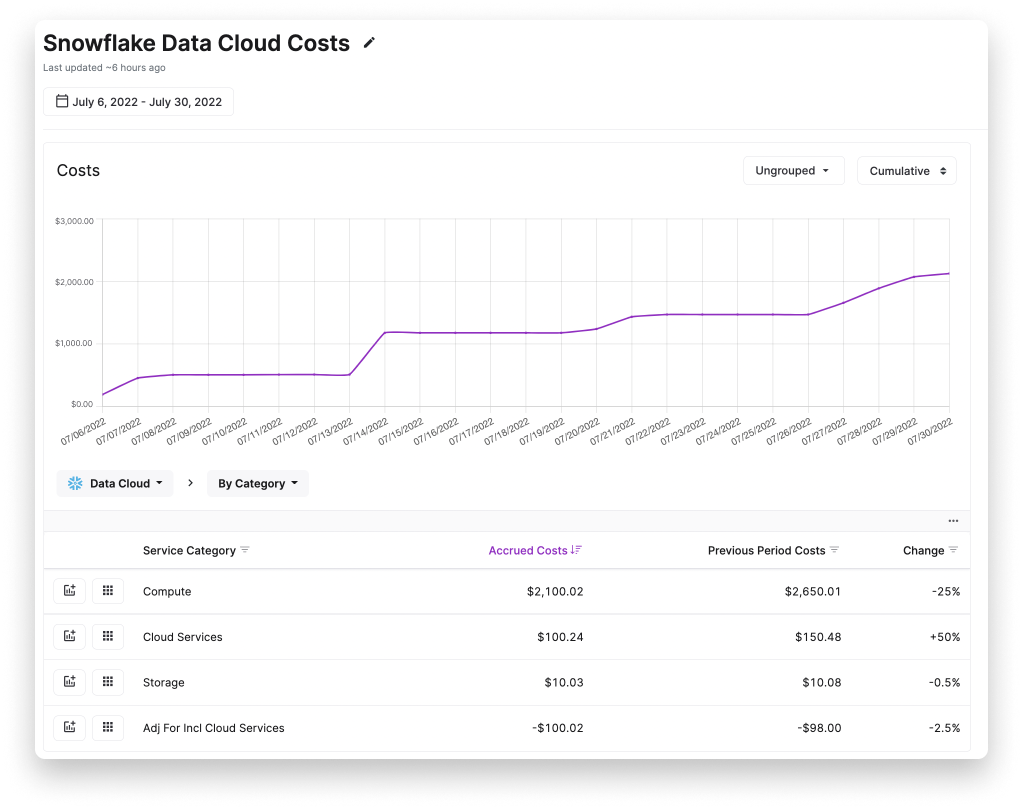 Snowflake Data Cloud Costs
Last updated ~6 hours ago
July 6, 2022 - July 30, 2022
Costs
Ungrouped
Cumulative
$3,000.00
$2,000.00
$1,000.00
$0.00
07/06/2022 07/07/2022 07/08/2022 07/09/2022 07/10/2022 07/11/2022 07/12/2022 07/13/2022 07/14/2022 07/15/2022 07/16/2022 07/17/2022 07/18/2022 07/19/2022 07/20/2022 07/21/2022 07/22/2022 07/23/2022 07/24/2022 07/25/2022 07/26/2022 07/27/2022 07/28/2022 07/29/2022 07/30/2022
Data Cloud > By Category
Service Category Accrued Costs Previous Period Costs Change
Compute $2,100.02 $2,650.01 -25%
Cloud Services $100.24 $150.48 +50%
Storage $10.03 $10.08 -0.5%
Adj For Incl Cloud Services -$100.02 -$98.00 -2.5%